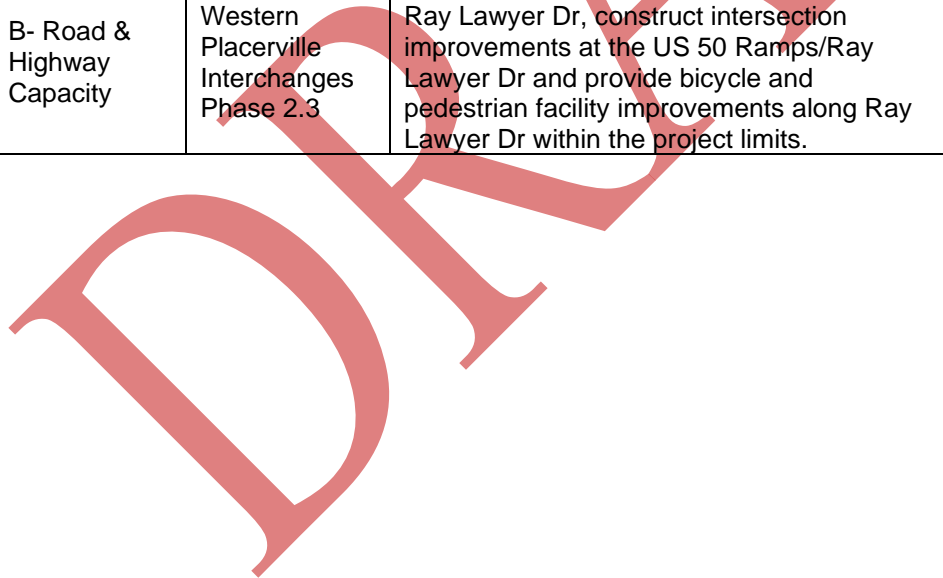 B- Road &
Highway
Capacity
Western
Placerville
Interchanges
Phase 2.3
Ray Lawyer Dr, construct intersection
improvements at the US 50 Ramps/Ray
Lawyer Dr and provide bicycle and
pedestrian facility improvements along Ray
Lawyer Dr within the project limits.
DRA